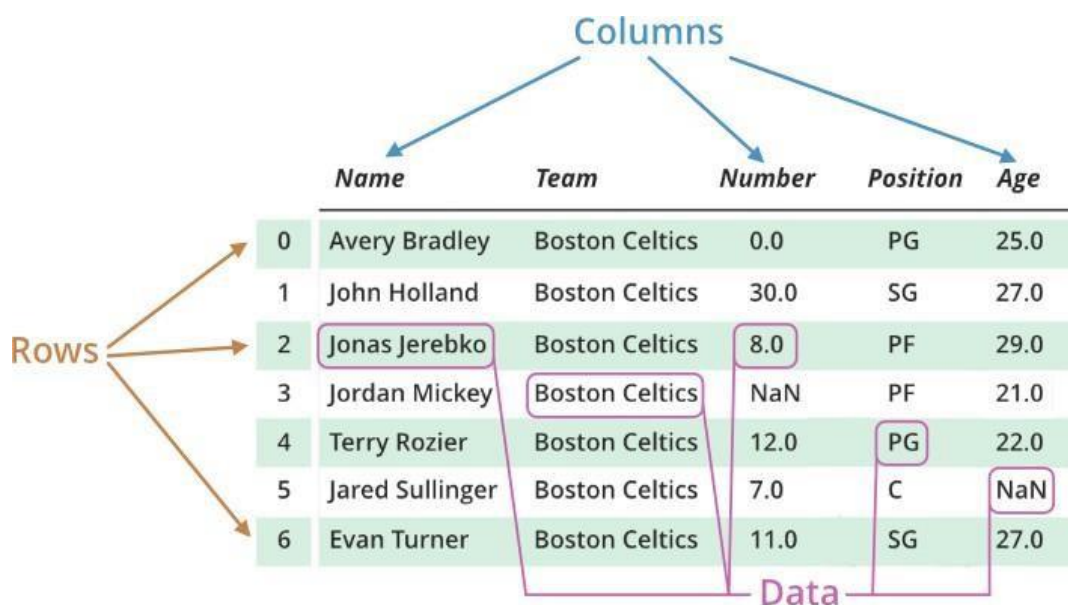 Columns
Name Team Number Position Age
0 Avery Bradley Boston Celtics 0.0 PG 25.0
1 John Holland Boston Celtics 30.0 SG 27.0
Rows 2 Jonas Jerebko Boston Celtics 8.0 PF 29.0
3 Jordan Mickey Boston Celtics NaN PF 21.0
4 Terry Rozier Boston Celtics 12.0 PG 22.0
5 Jared Sullinger Boston Celtics 7.0 C NaN
6 Evan Turner Boston Celtics 11.0 SG 27.0
Data